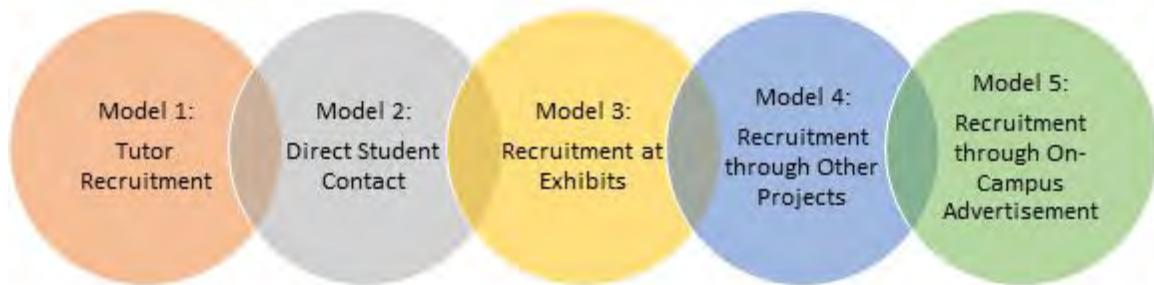 Model 1:
Tutor
Recruitment
Model 2:
Direct Student
Contact
Model 3:
Recruitment at
Exhibits
Model 4:
Recruitment
through Other
Projects
Model 5:
Recruitment
through On-
Campus
Advertisement